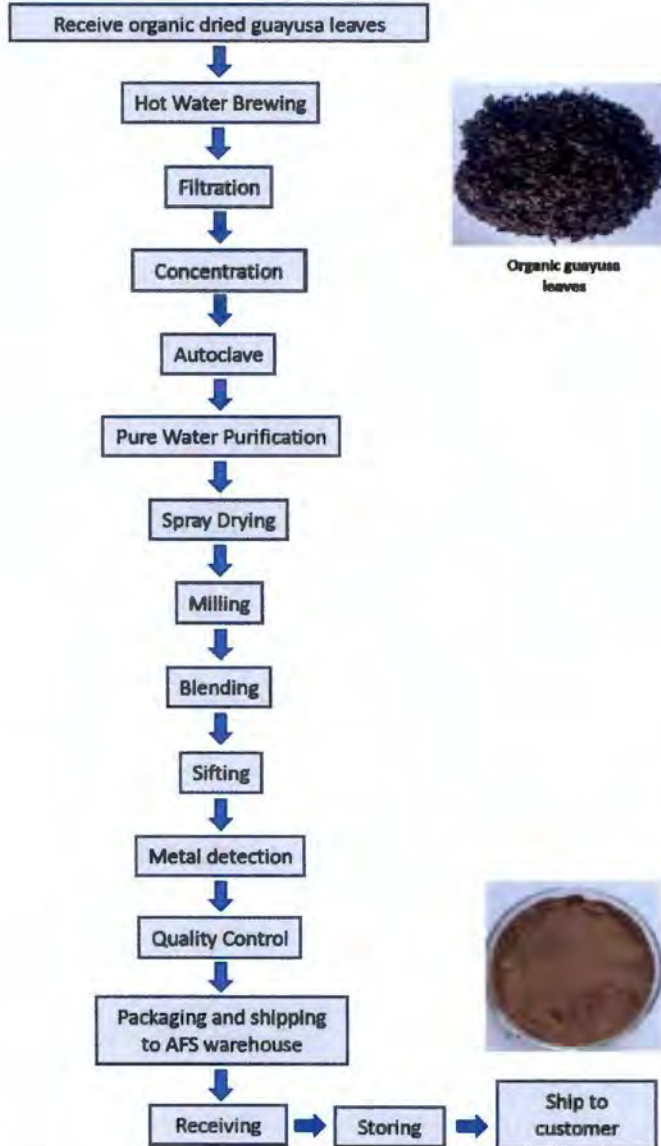 Receive organic dried guayusa leaves
Hot Water Brewing
Organic guayusa
leaves
Filtration
Concentration
Autoclave
Pure Water Purification
Spray Drying
Milling
Blending
Sifting
Metal detection
Quality Control
Packaging and shipping
to AFS warehouse
Receiving
Storing
Ship to
customer